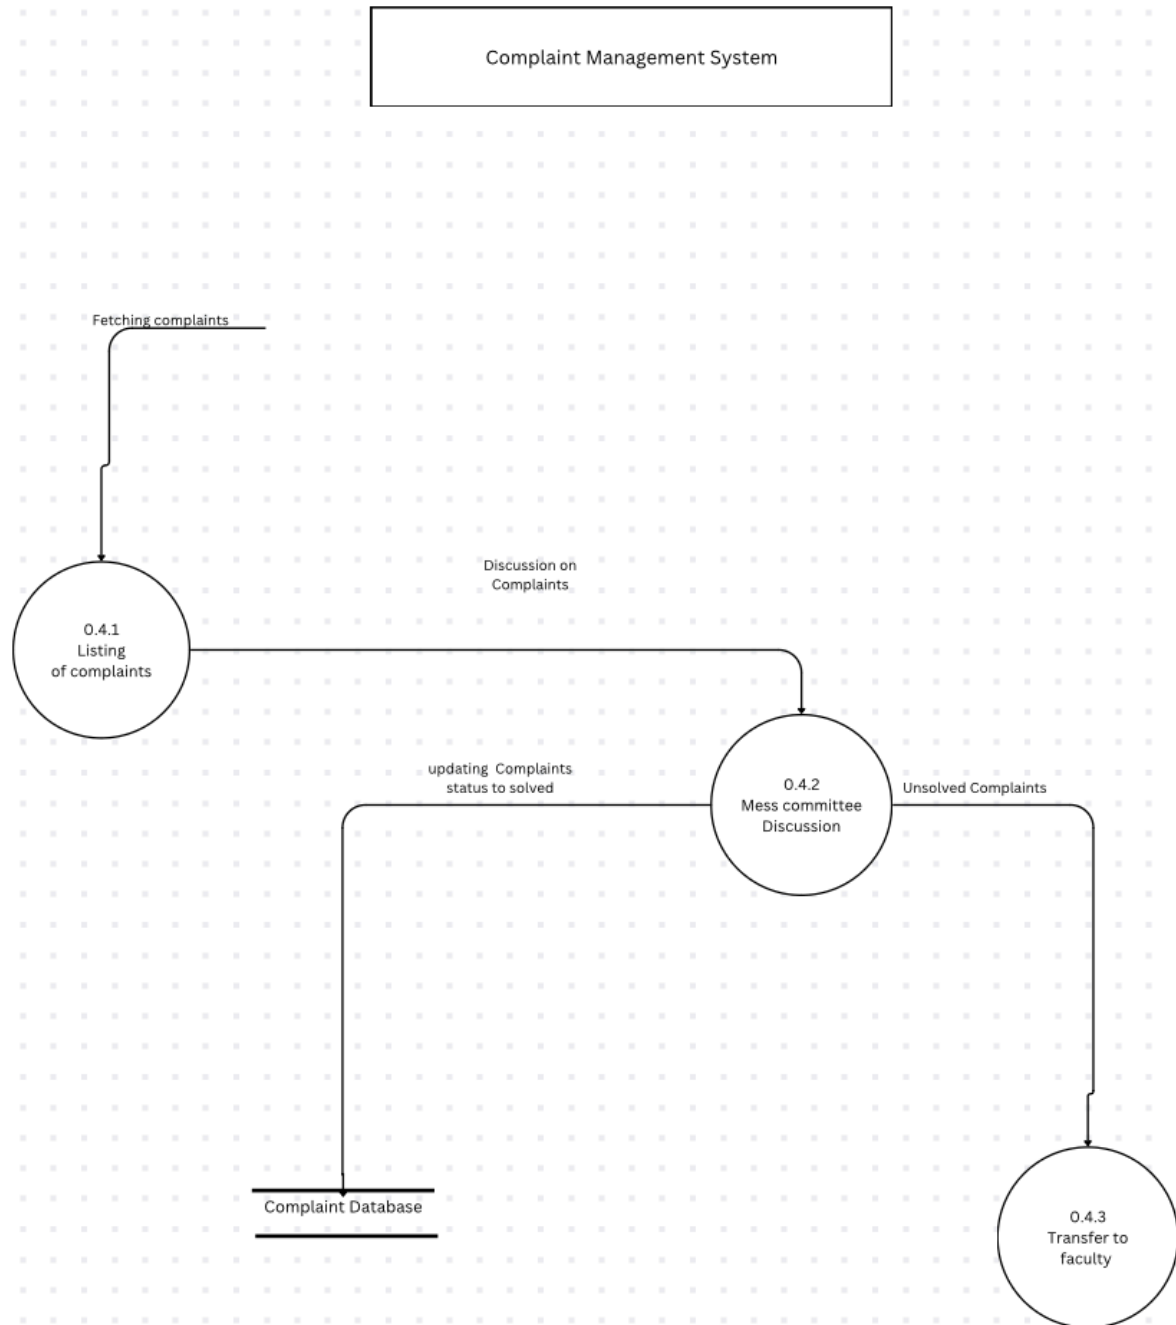 Complaint Management System
Fetching complaints
Discussion on
Complaints
0.4.1
Listing
of complaints
updating Complaints
status to solved
0.4.2
Mess committee
Discussion
Unsolved Complaints
Complaint Database
0.4.3
Transfer to
faculty